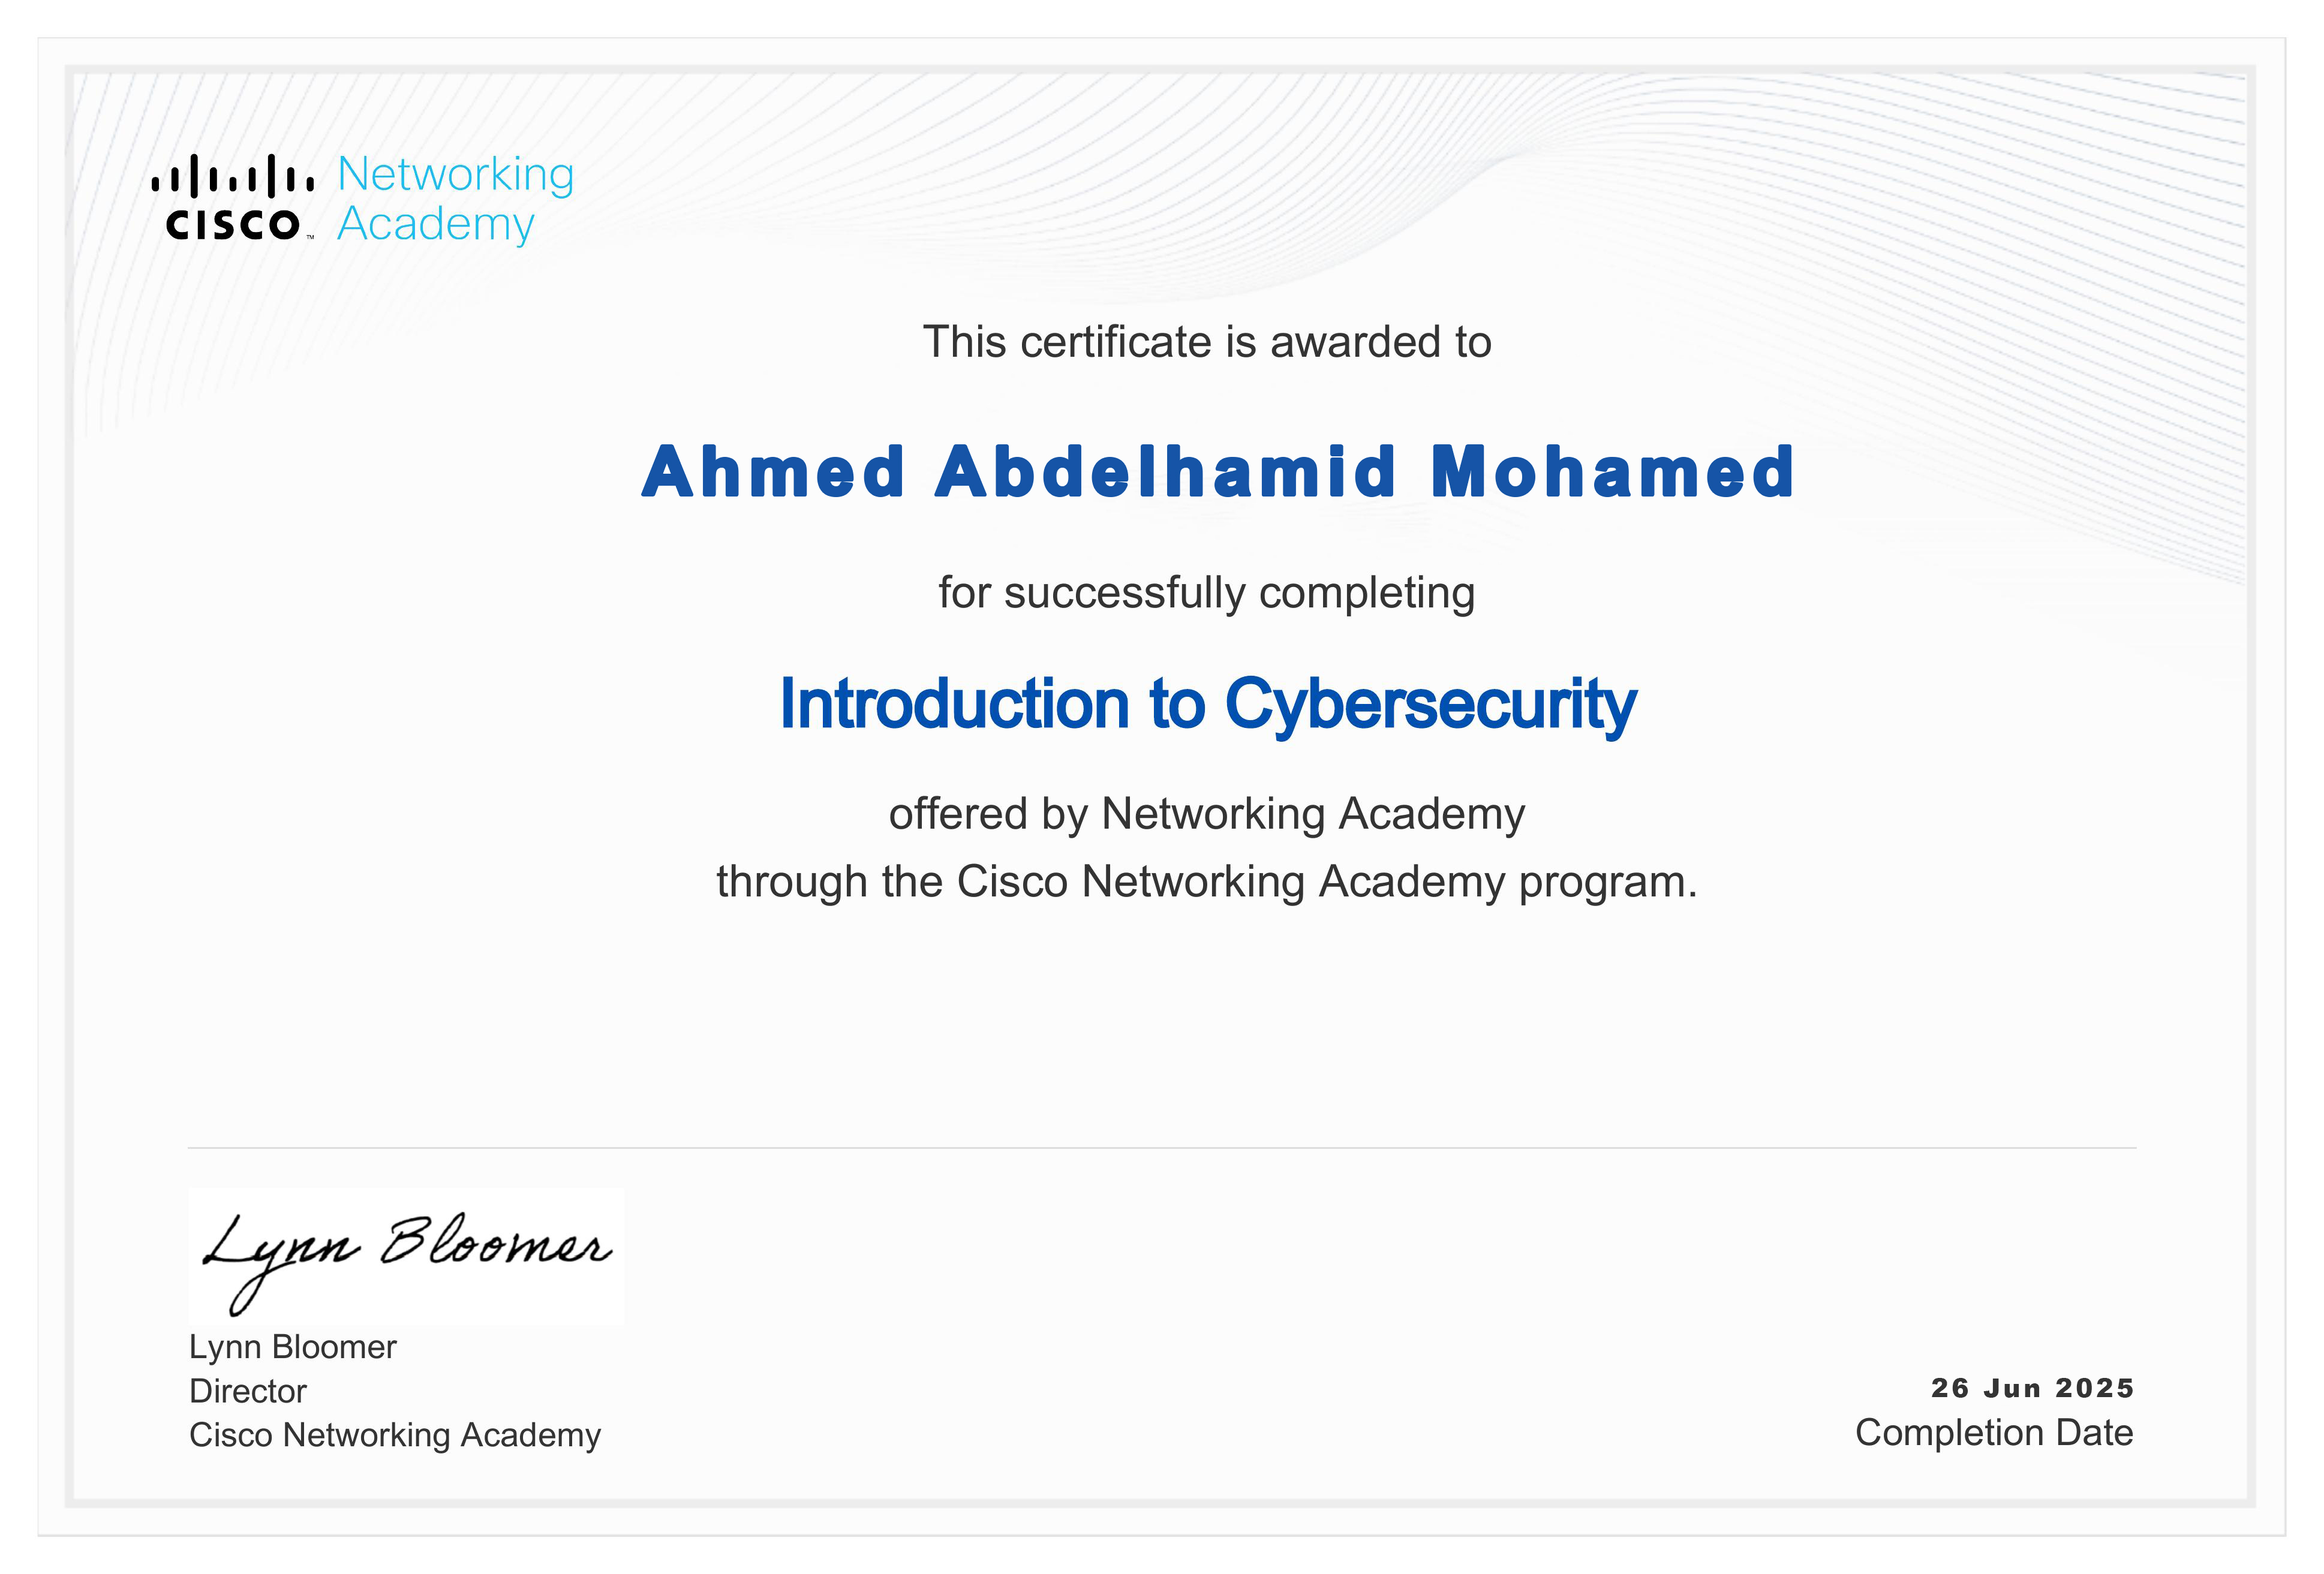 CISCO™ Networking Academy
This certificate is awarded to
Ahmed Abdelhamid Mohamed
for successfully completing
Introduction to Cybersecurity
offered by Networking Academy
through the Cisco Networking Academy program.
Lynn Bloomer
Lynn Bloomer
Director
Cisco Networking Academy
26 Jun 2025
Completion Date